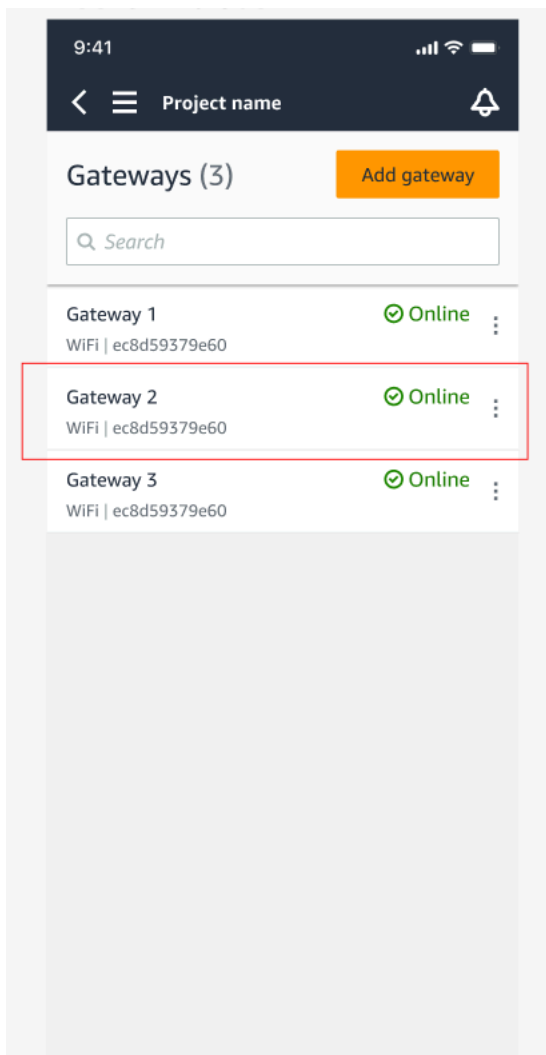 9:41
Project name
Gateways (3)
Add gateway
Search
Gateway 1
Online
WiFi | ec8d59379e60
Gateway 2
Online
WiFi | ec8d59379e60
Gateway 3
Online
WiFi | ec8d59379e60